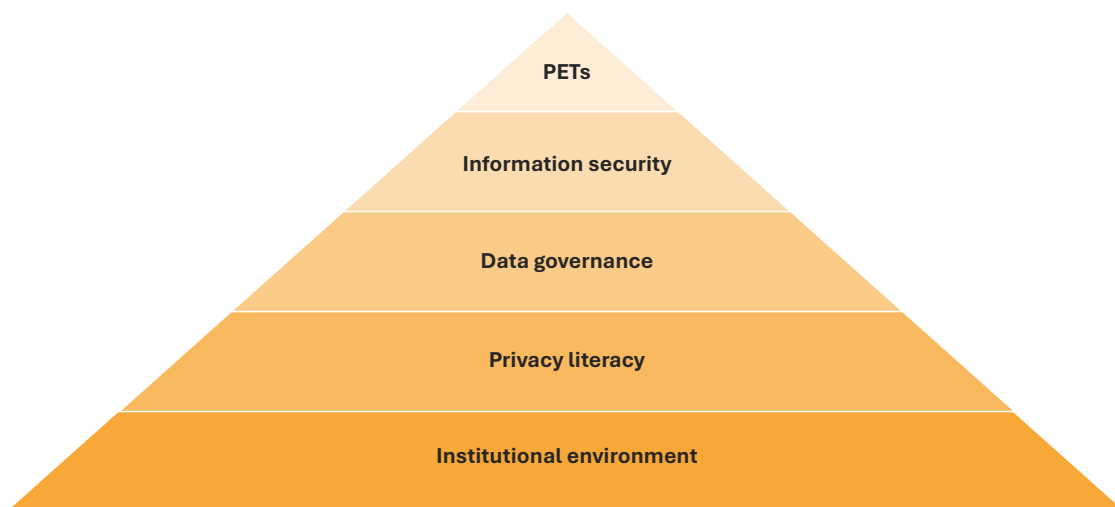 PETs
Information security
Data governance
Privacy literacy
Institutional environment